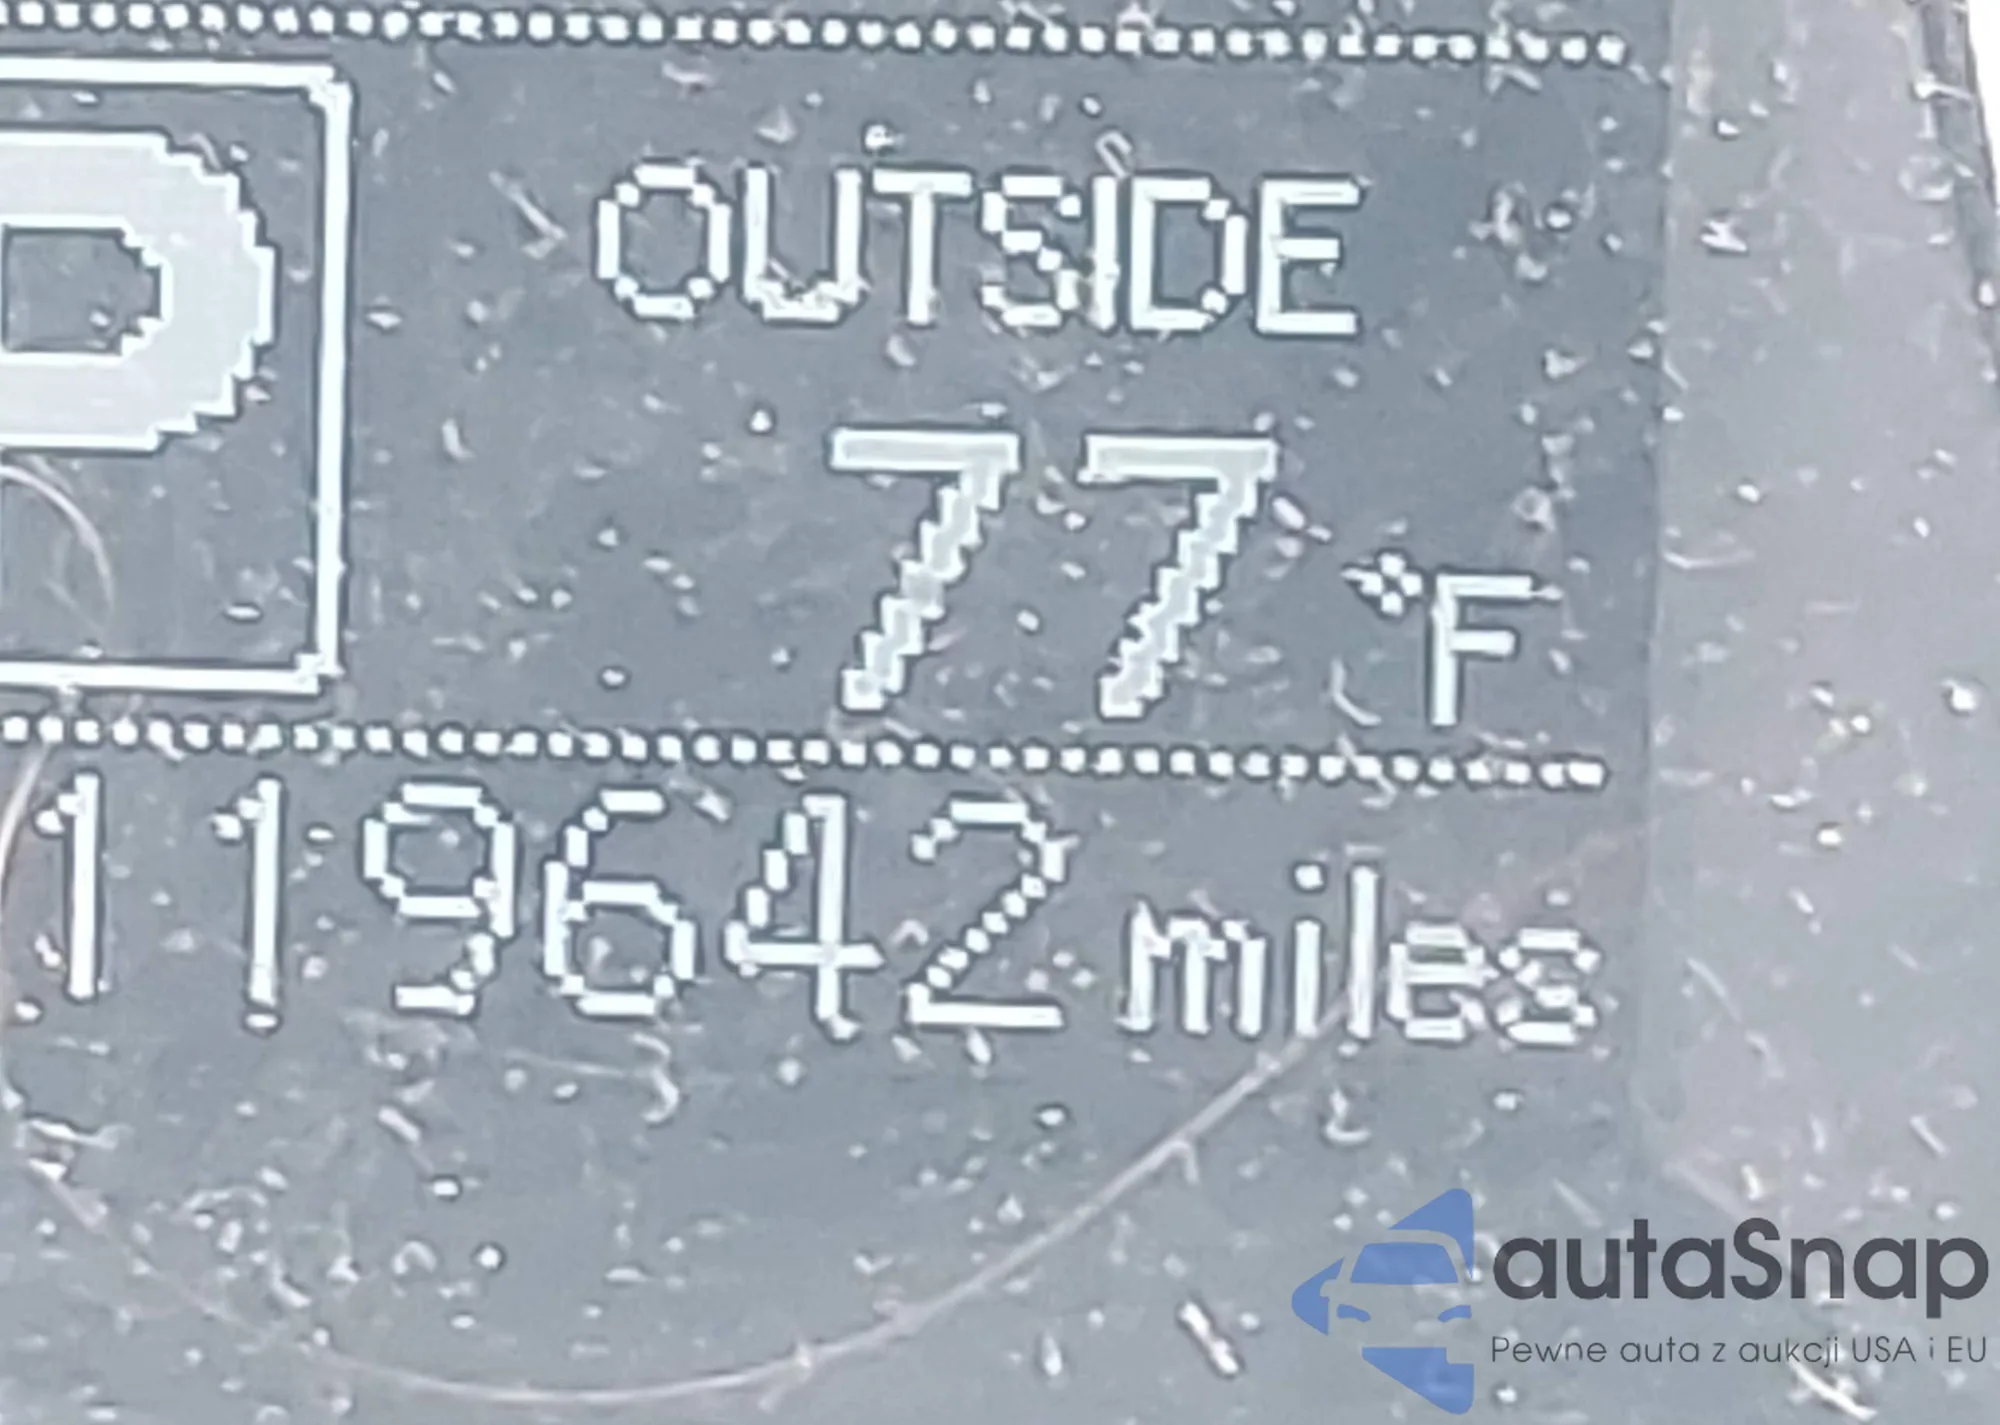 P
OUTSIDE
77 °F
119642 miles
autaSnap
Pewne auta z aukcji USA i EU